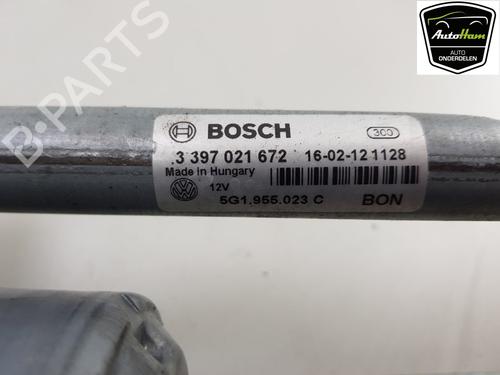 AutoHam
AUTO
ONDERDELEN
B-PARTS
BOSCH
300
3 397 021 672 16-02-12 1128
Made in Hungary
12V
5G1.955.023 C BON